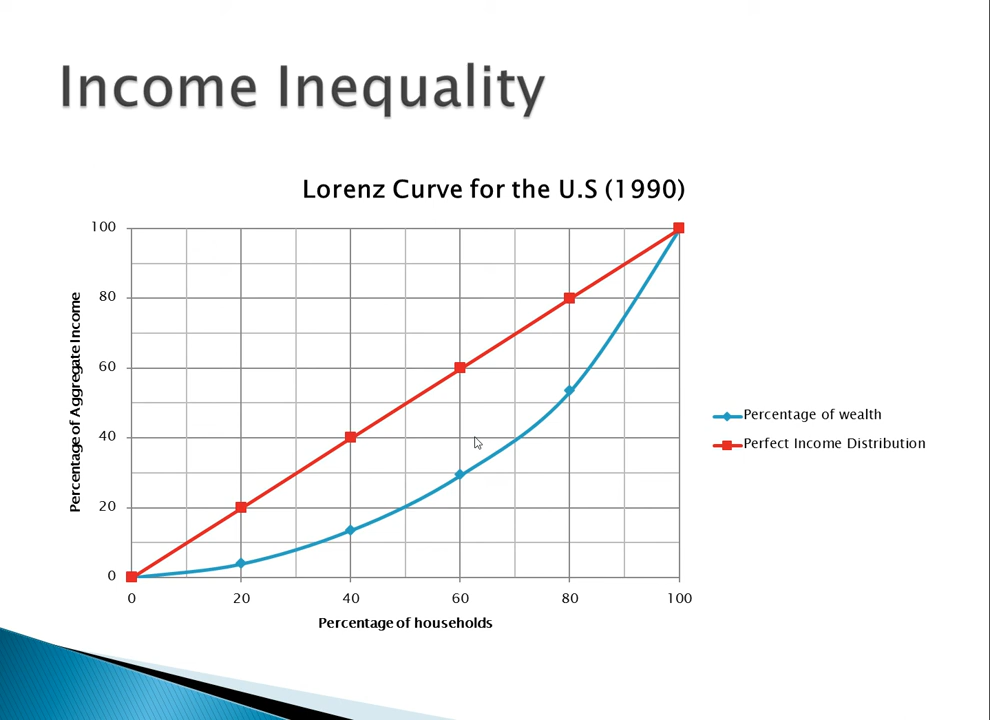 Income Inequality
Lorenz Curve for the U.S (1990)
100
80
60
40
20
0
Percentage of Aggregate Income
0 20 40 60 80 100
Percentage of households
Percentage of wealth
Perfect Income Distribution